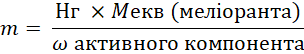 m = Нг × Мекв (меліоранта)
ω активного компонента